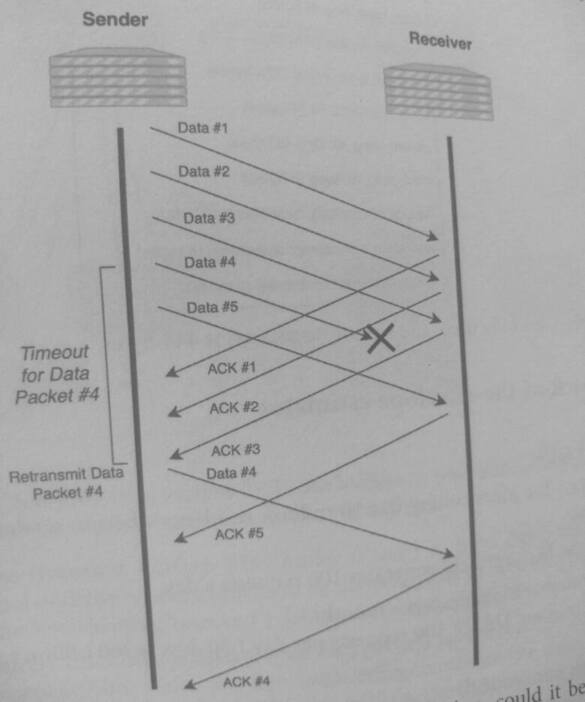 Sender
Receiver
Data #1
Data #2
Data #3
Data #4
Data #5
Timeout
for Data
Packet #4
ACK #1
ACK #2
ACK #3
Retransmit Data
Packet #4
Data #4
ACK #5
ACK #4
could it be